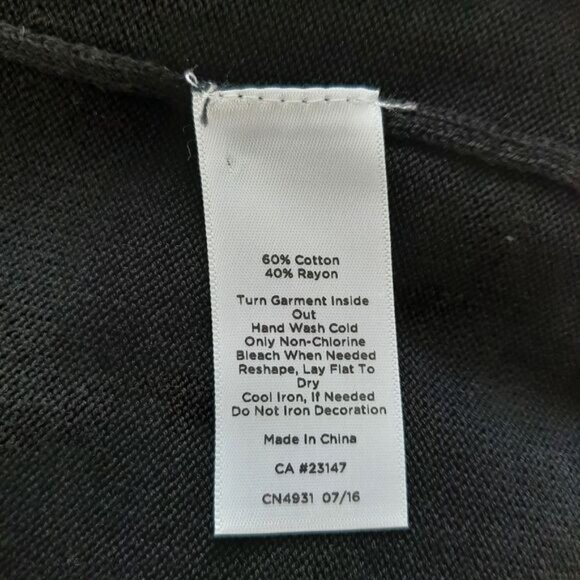 60% Cotton
40% Rayon
Turn Garment Inside
Out
Hand Wash Cold
Only Non-Chlorine
Bleach When Needed
Reshape, Lay Flat To
Dry
Cool Iron, If Needed
Do Not Iron Decoration
Made In China
CA #23147
CN4931 07/16